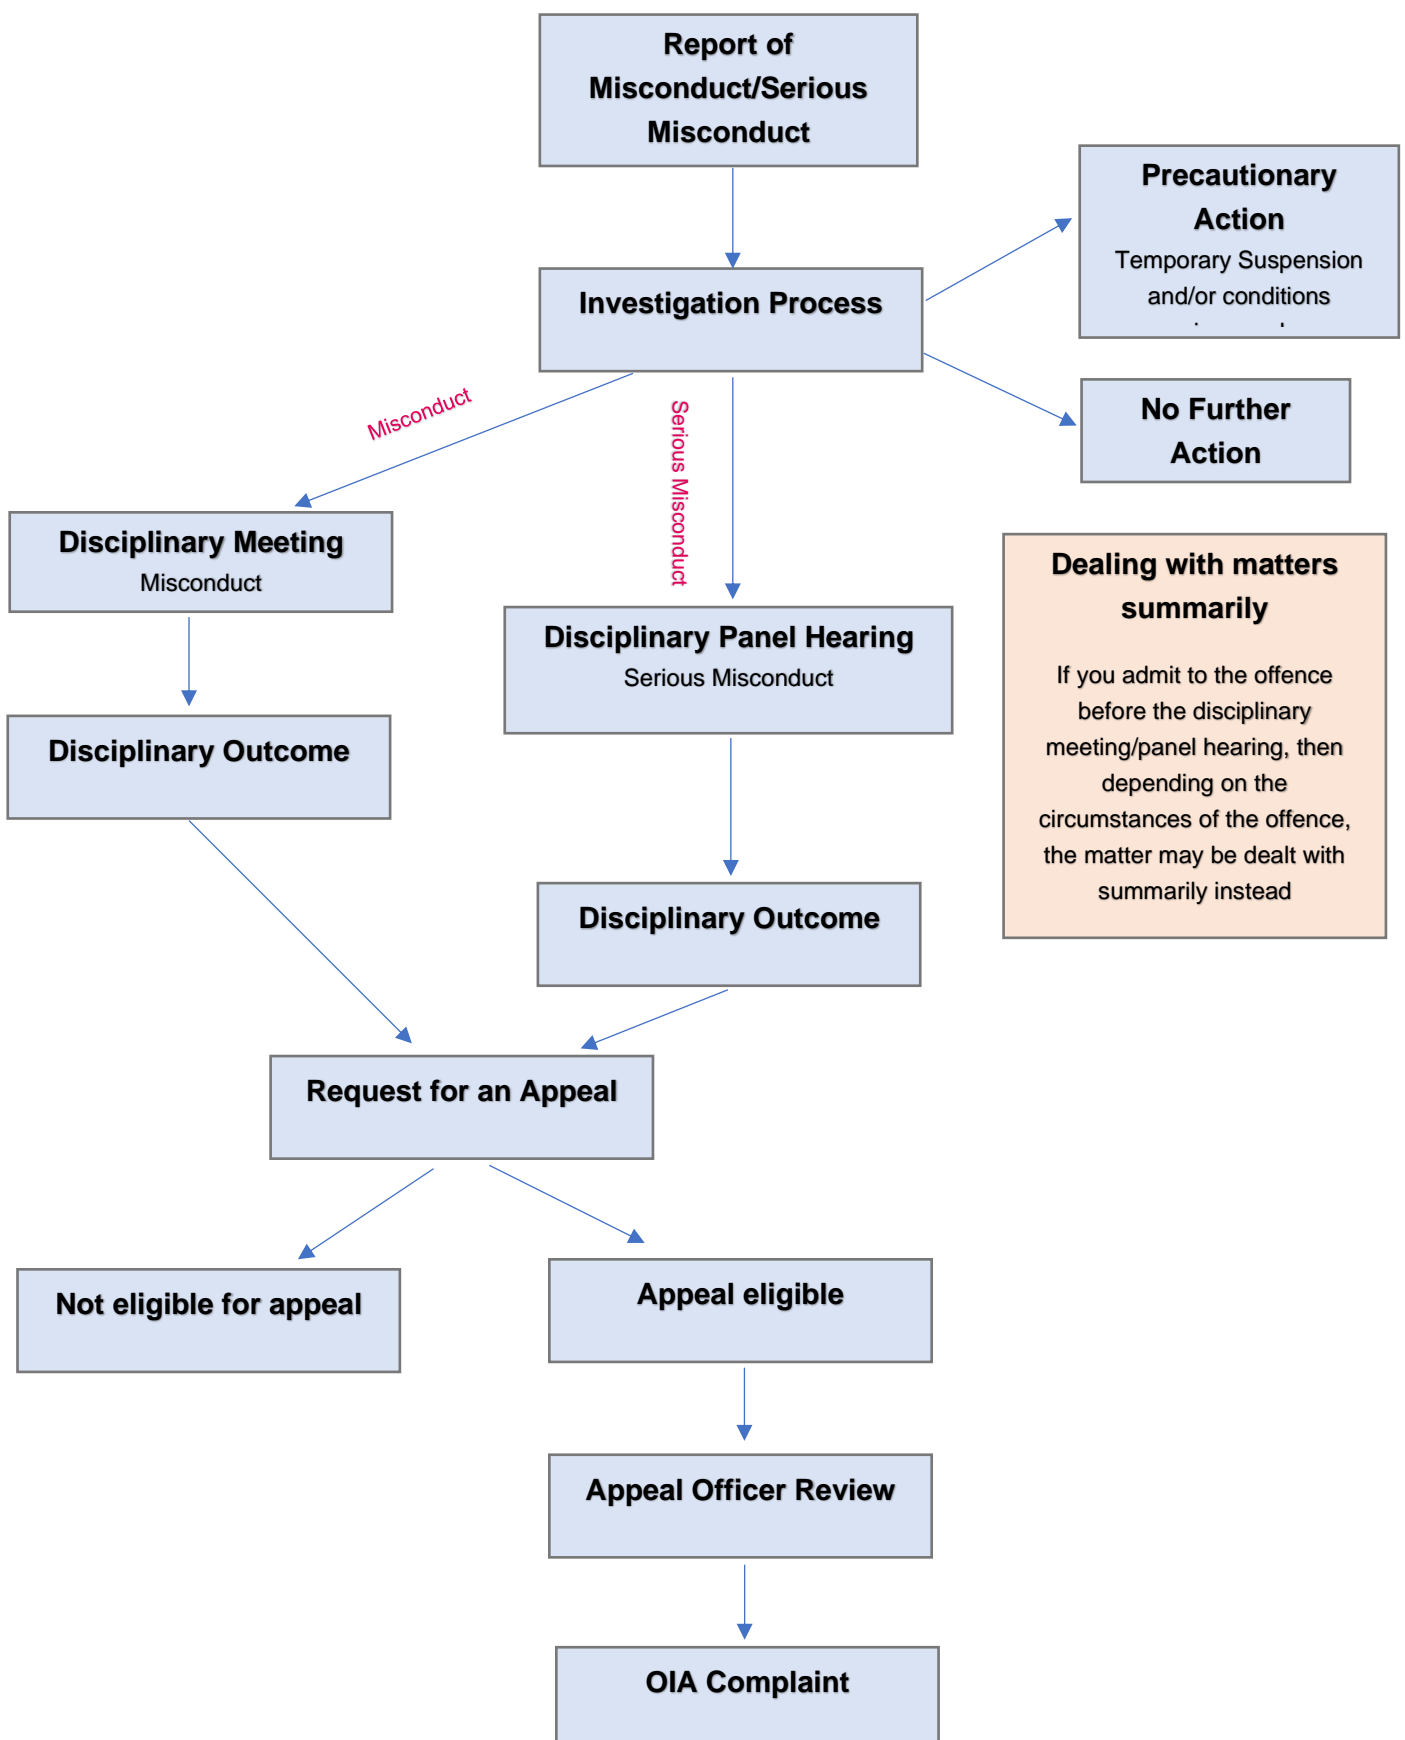 Report of
Misconduct/Serious
Misconduct
Precautionary
Action
Temporary Suspension
and/or conditions
Investigation Process
No Further
Action
Misconduct
Serious Misconduct
Disciplinary Meeting
Misconduct
Dealing with matters
summarily
If you admit to the offence
before the disciplinary
meeting/panel hearing, then
depending on the
circumstances of the offence,
the matter may be dealt with
summarily instead
Disciplinary Panel Hearing
Serious Misconduct
Disciplinary Outcome
Disciplinary Outcome
Request for an Appeal
Not eligible for appeal
Appeal eligible
Appeal Officer Review
OIA Complaint